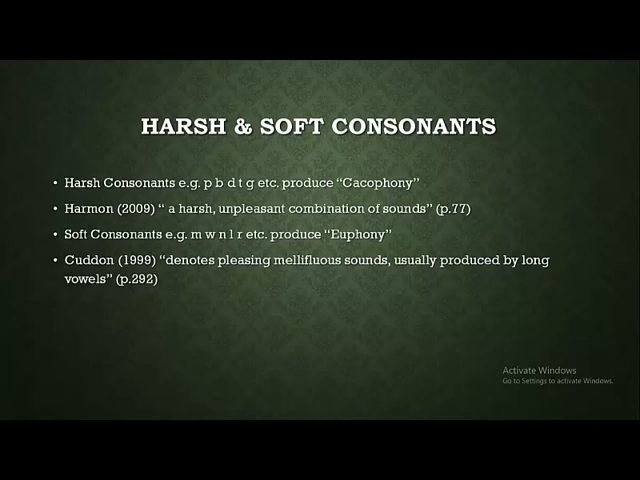 HARSH & SOFT CONSONANTS
• Harsh Consonants e.g. p b d t g etc. produce “Cacophony”
• Harmon (2009) “ a harsh, unpleasant combination of sounds” (p.77)
• Soft Consonants e.g. m w n l r etc. produce “Euphony”
• Cuddon (1999) “denotes pleasing mellifluous sounds, usually produced by long
vowels” (p.292)
Activate Windows
Go to Settings to activate Windows.